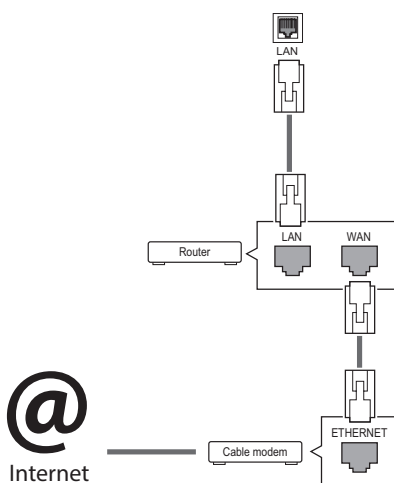 LAN
LAN WAN
Router
ETHERNET
@
Cable modem
Internet